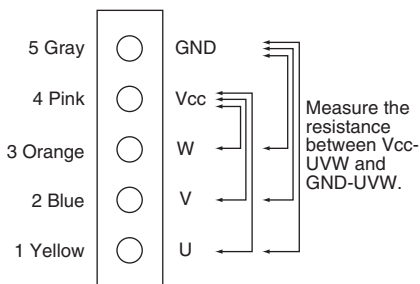 5 Gray GND
4 Pink Vcc
3 Orange W
2 Blue V
1 Yellow U
Measure the
resistance
between Vcc-
UVW and
GND-UVW.